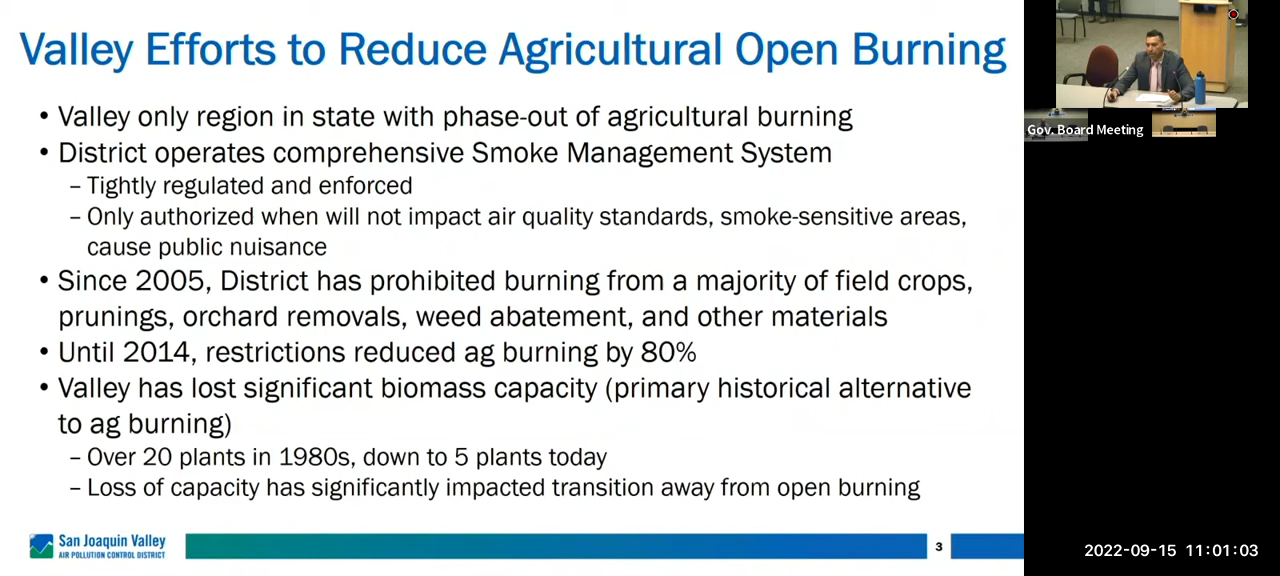 Valley Efforts to Reduce Agricultural Open Burning
• Valley only region in state with phase-out of agricultural burning
• District operates comprehensive Smoke Management System
– Tightly regulated and enforced
– Only authorized when will not impact air quality standards, smoke-sensitive areas,
cause public nuisance
• Since 2005, District has prohibited burning from a majority of field crops,
prunings, orchard removals, weed abatement, and other materials
• Until 2014, restrictions reduced ag burning by 80%
• Valley has lost significant biomass capacity (primary historical alternative
to ag burning)
– Over 20 plants in 1980s, down to 5 plants today
– Loss of capacity has significantly impacted transition away from open burning
San Joaquin Valley
AIR POLLUTION CONTROL DISTRICT
3
Gov. Board Meeting
2022-09-15 11:01:03